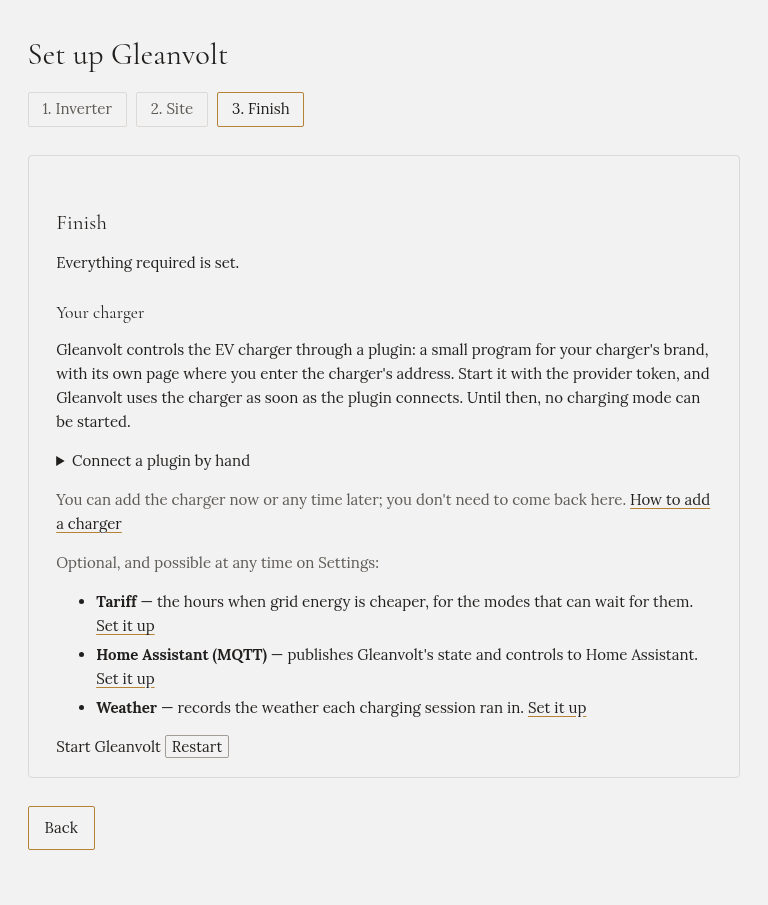 Set up Gleanvolt
1. Inverter
2. Site
3. Finish
Finish
Everything required is set.
Your charger
Gleanvolt controls the EV charger through a plugin: a small program for your charger's brand,
with its own page where you enter the charger's address. Start it with the provider token, and
Gleanvolt uses the charger as soon as the plugin connects. Until then, no charging mode can
be started.
Connect a plugin by hand
You can add the charger now or any time later; you don't need to come back here. How to add
a charger
Optional, and possible at any time on Settings:
Tariff — the hours when grid energy is cheaper, for the modes that can wait for them.
Set it up
Home Assistant (MQTT) — publishes Gleanvolt's state and controls to Home Assistant.
Set it up
Weather — records the weather each charging session ran in. Set it up
Start Gleanvolt Restart
Back